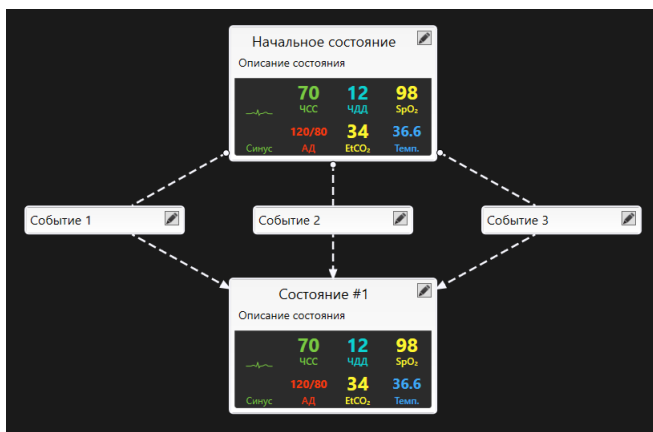 Начальное состояние
Описание состояния
70 12 98
ЧСС ЧДД SpO₂
120/80 34 36.6
Синус АД EtCO₂ Темп.
Событие 1 Событие 2 Событие 3
Состояние #1
Описание состояния
70 12 98
ЧСС ЧДД SpO₂
120/80 34 36.6
Синус АД EtCO₂ Темп.